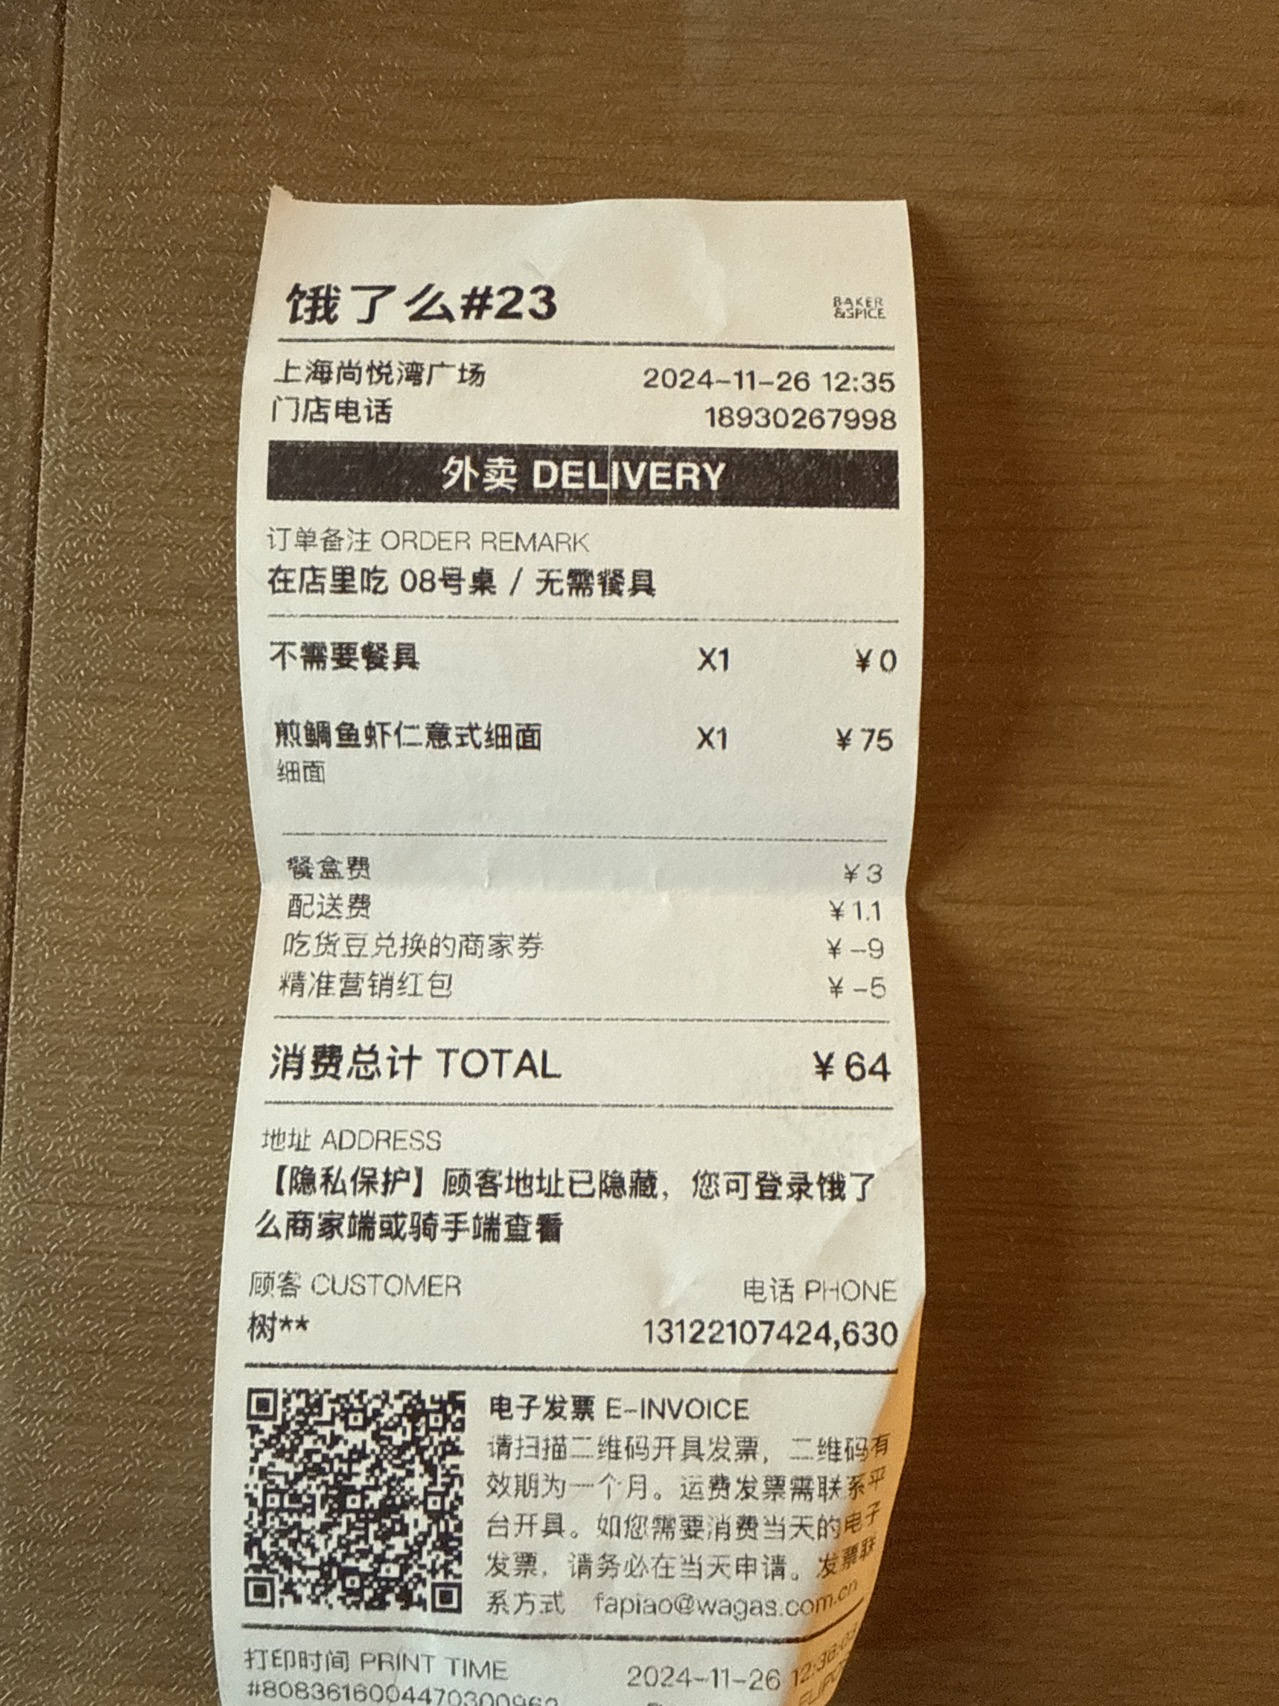 饿了么#23
BAKER
&SPICE
上海尚悦湾广场 2024-11-26 12:35
门店电话 18930267998
外卖 DELIVERY
订单备注 ORDER REMARK
在店里吃 08号桌 / 无需餐具
不需要餐具 X1 ¥0
煎鲷鱼虾仁意式细面 X1 ¥75
细面
餐盒费 ¥3
配送费 ¥1.1
吃货豆兑换的商家券 ¥-9
精准营销红包 ¥-5
消费总计 TOTAL ¥64
地址 ADDRESS
【隐私保护】顾客地址已隐藏，您可登录饿了
么商家端或骑手端查看
顾客 CUSTOMER 电话 PHONE
树** 13122107424,630
电子发票 E-INVOICE
请扫描二维码开具发票，二维码有
效期为一个月。运费发票需联系平
台开具。如您需要消费当天的电子
发票，请务必在当天申请。发票联
系方式 fapiao@wagas.com.cn
打印时间 PRINT TIME 2024-11-26